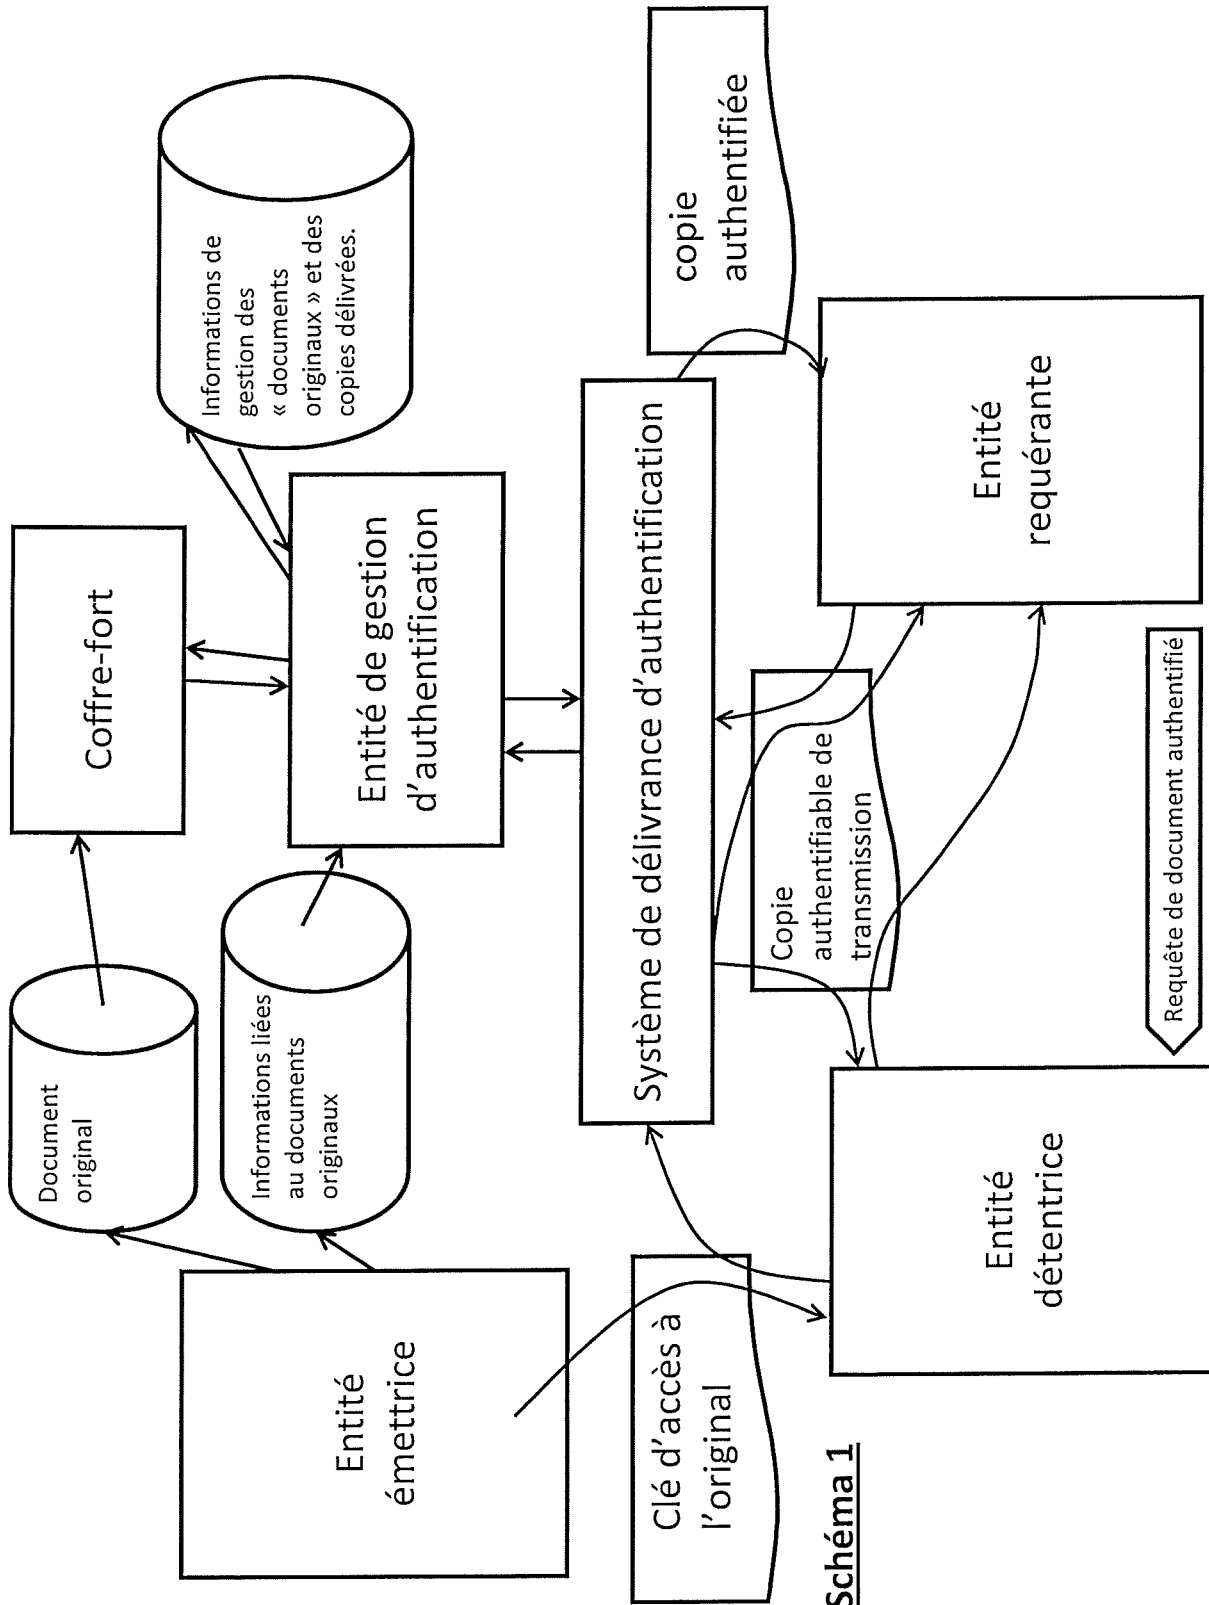 Document
original
Coffre-fort
Informations de
gestion des
« documents
originaux » et des
copies délivrées.
Informations liées
au documents
originaux
Entité de gestion
d'authentification
Entité
émettrice
Système de délivrance d'authentification
Clé d'accès à
l'original
Copie
authentifiable de
transmission
copie
authentifiée
Entité
détentrice
Entité
requérante
Requête de document authentifié
Schéma 1